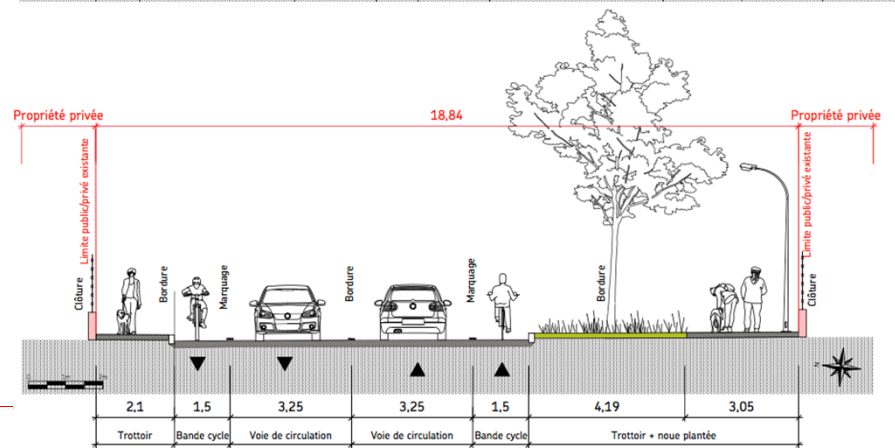 Propriété privée
18,84
Propriété privée
Limite public/privé existante
Limite public/privé existante
Clôture
Bordure
Marquage
Bordure
Marquage
Bordure
Clôture
N
2,1
1,5
3,25
3,25
1,5
4,19
3,05
Trottoir
Bande cycle
Voie de circulation
Voie de circulation
Bande cycle
Trottoir + noue plantée